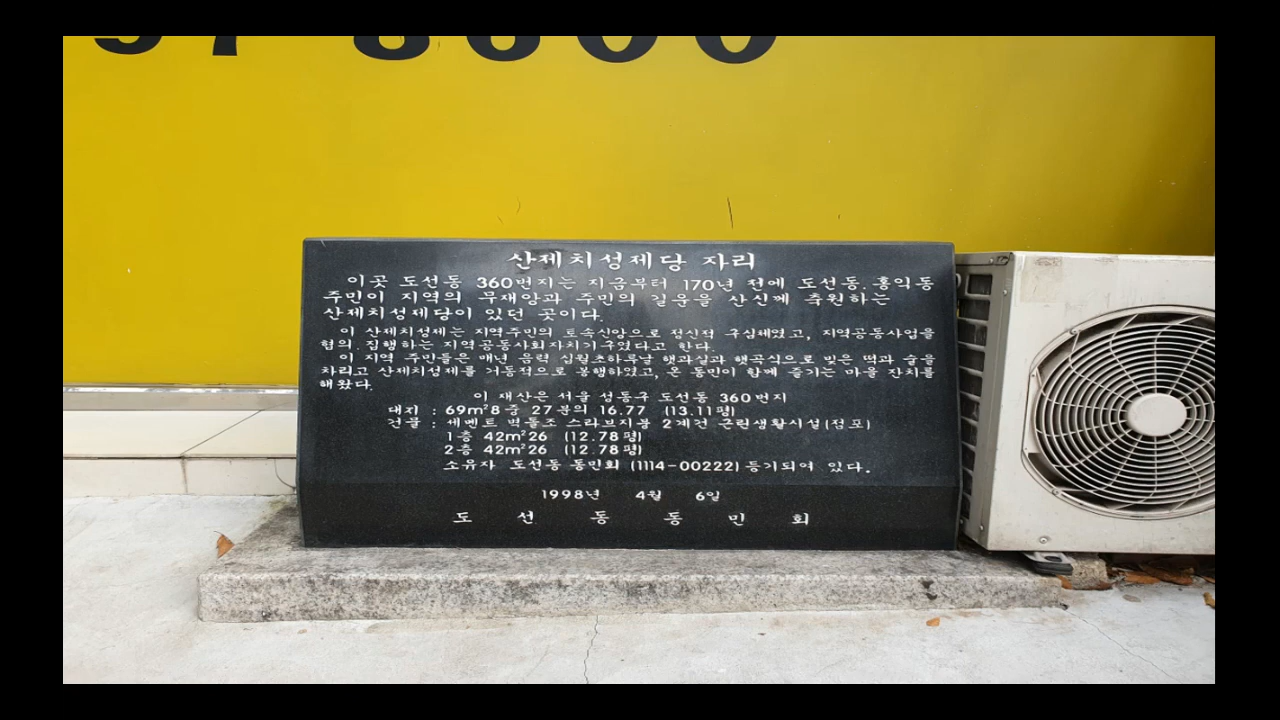 산제치성제당 자리
이곳 도선동 360번지는 지금부터 170년 전에 도선동. 홍익동
주민이 지역의 무재앙과 주민의 길운을 산신께 축원하는
산제치성제당이 있던 곳이다.
이 산제치성제는 지역주민의 토속신앙으로 정신적 구심체였고, 지역공동사업을
협의. 집행하는 지역공동사회자치기구였다고 한다.
이 지역 주민들은 매년 음력 십월초하룻날 햇과실과 햇곡식으로 빚은 떡과 술을
차리고 산제치성제를 거동적으로 봉행하였고, 온 동민이 함께 즐기는 마을 잔치를
해왔다.
이 재산은 서울 성동구 도선동 360번지
대지 : 69m²8중 27분의 16.77 (13.11평)
건물 : 세멘트 벽돌조 스라브지붕 2계건 근린생활시설(점포)
1층 42m²26 (12.78평)
2층 42m²26 (12.78평)
소유자 도선동 동민회 (1114-00222) 등기되여 있다.
1998년 4월 6일
도 선 동 동 민 회